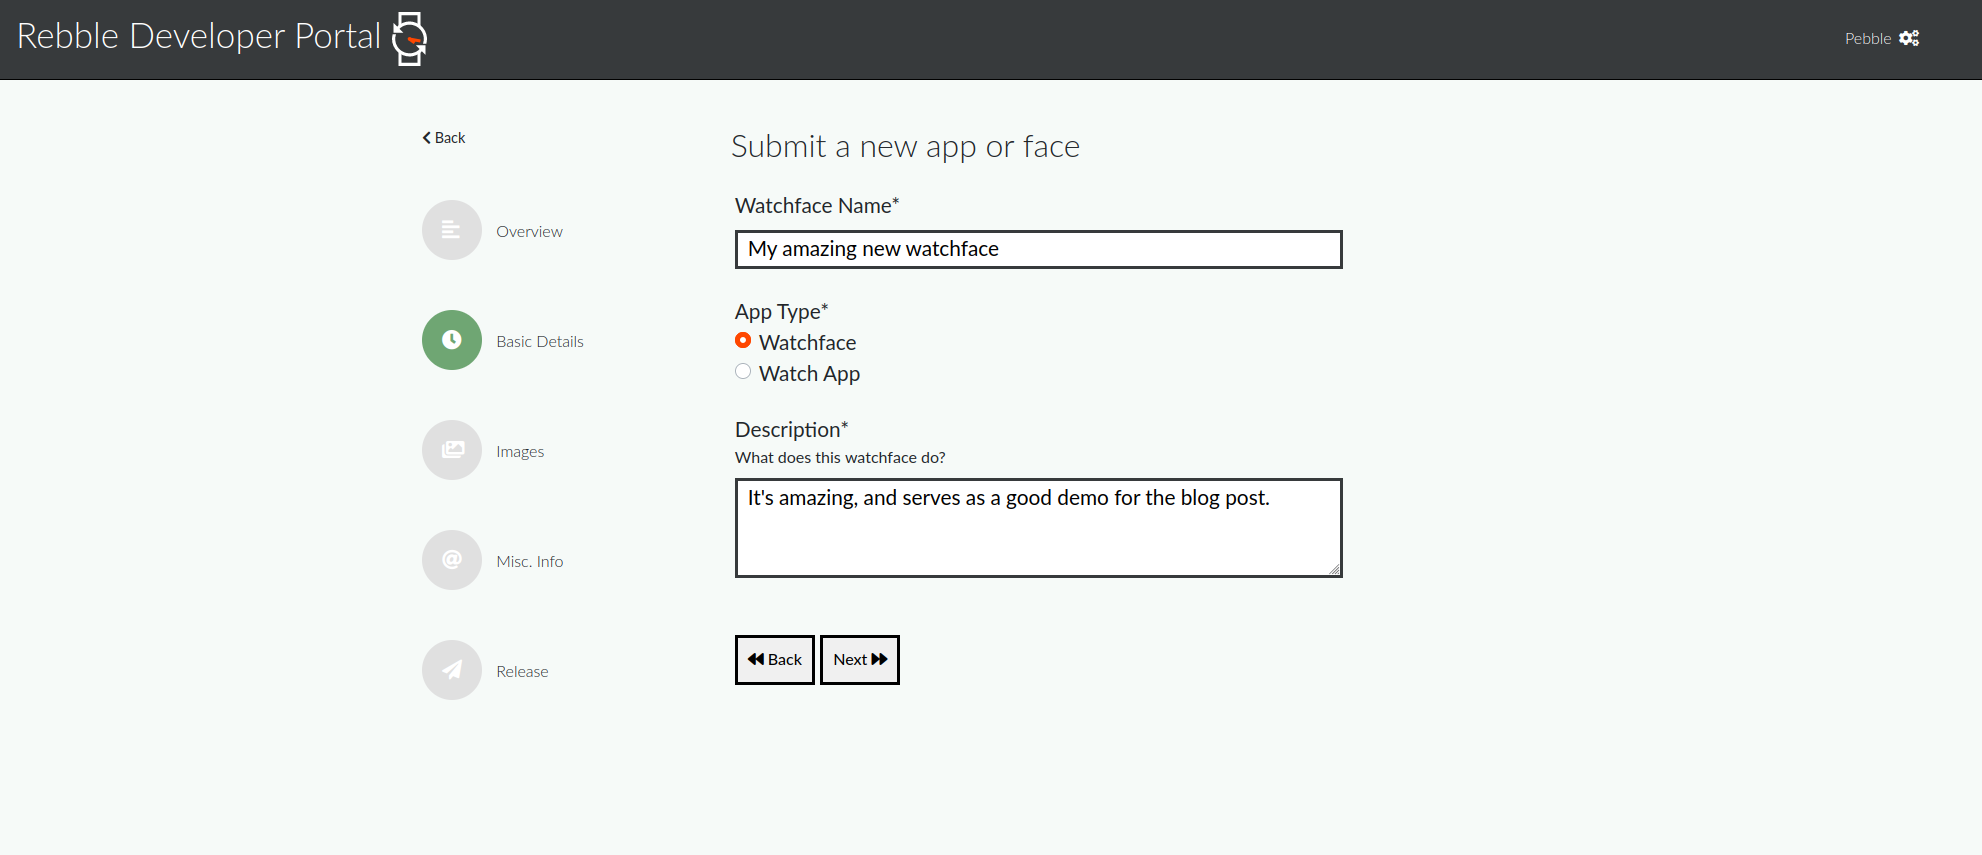 Rebble Developer Portal
Pebble
Back
Overview
Basic Details
Images
Misc. Info
Release
Submit a new app or face
Watchface Name*
My amazing new watchface
App Type*
Watchface
Watch App
Description*
What does this watchface do?
It's amazing, and serves as a good demo for the blog post.
Back
Next